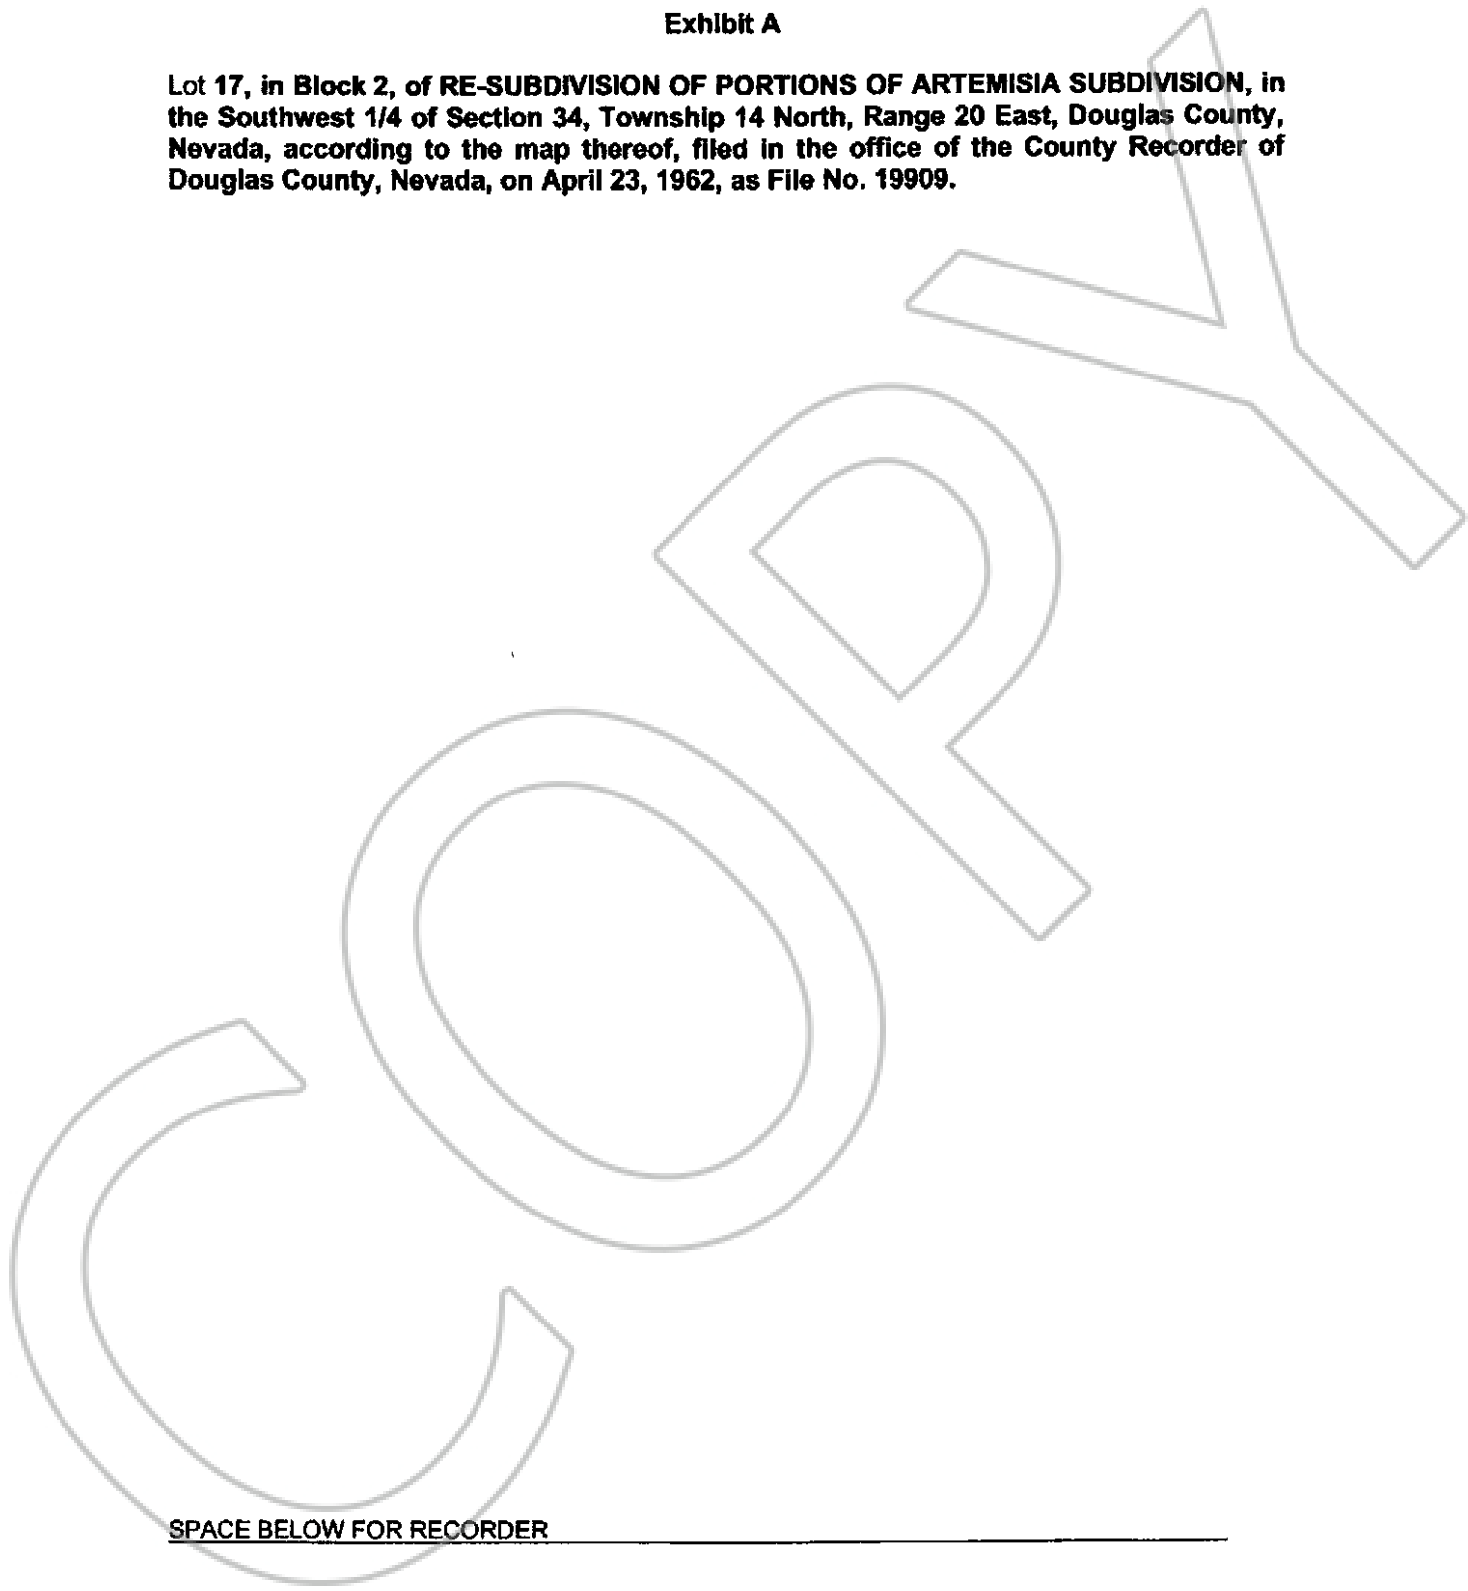 Exhibit A
Lot 17, in Block 2, of RE-SUBDIVISION OF PORTIONS OF ARTEMISIA SUBDIVISION, in
the Southwest 1/4 of Section 34, Township 14 North, Range 20 East, Douglas County,
Nevada, according to the map thereof, filed in the office of the County Recorder of
Douglas County, Nevada, on April 23, 1962, as File No. 19909.
COPY
SPACE BELOW FOR RECORDER